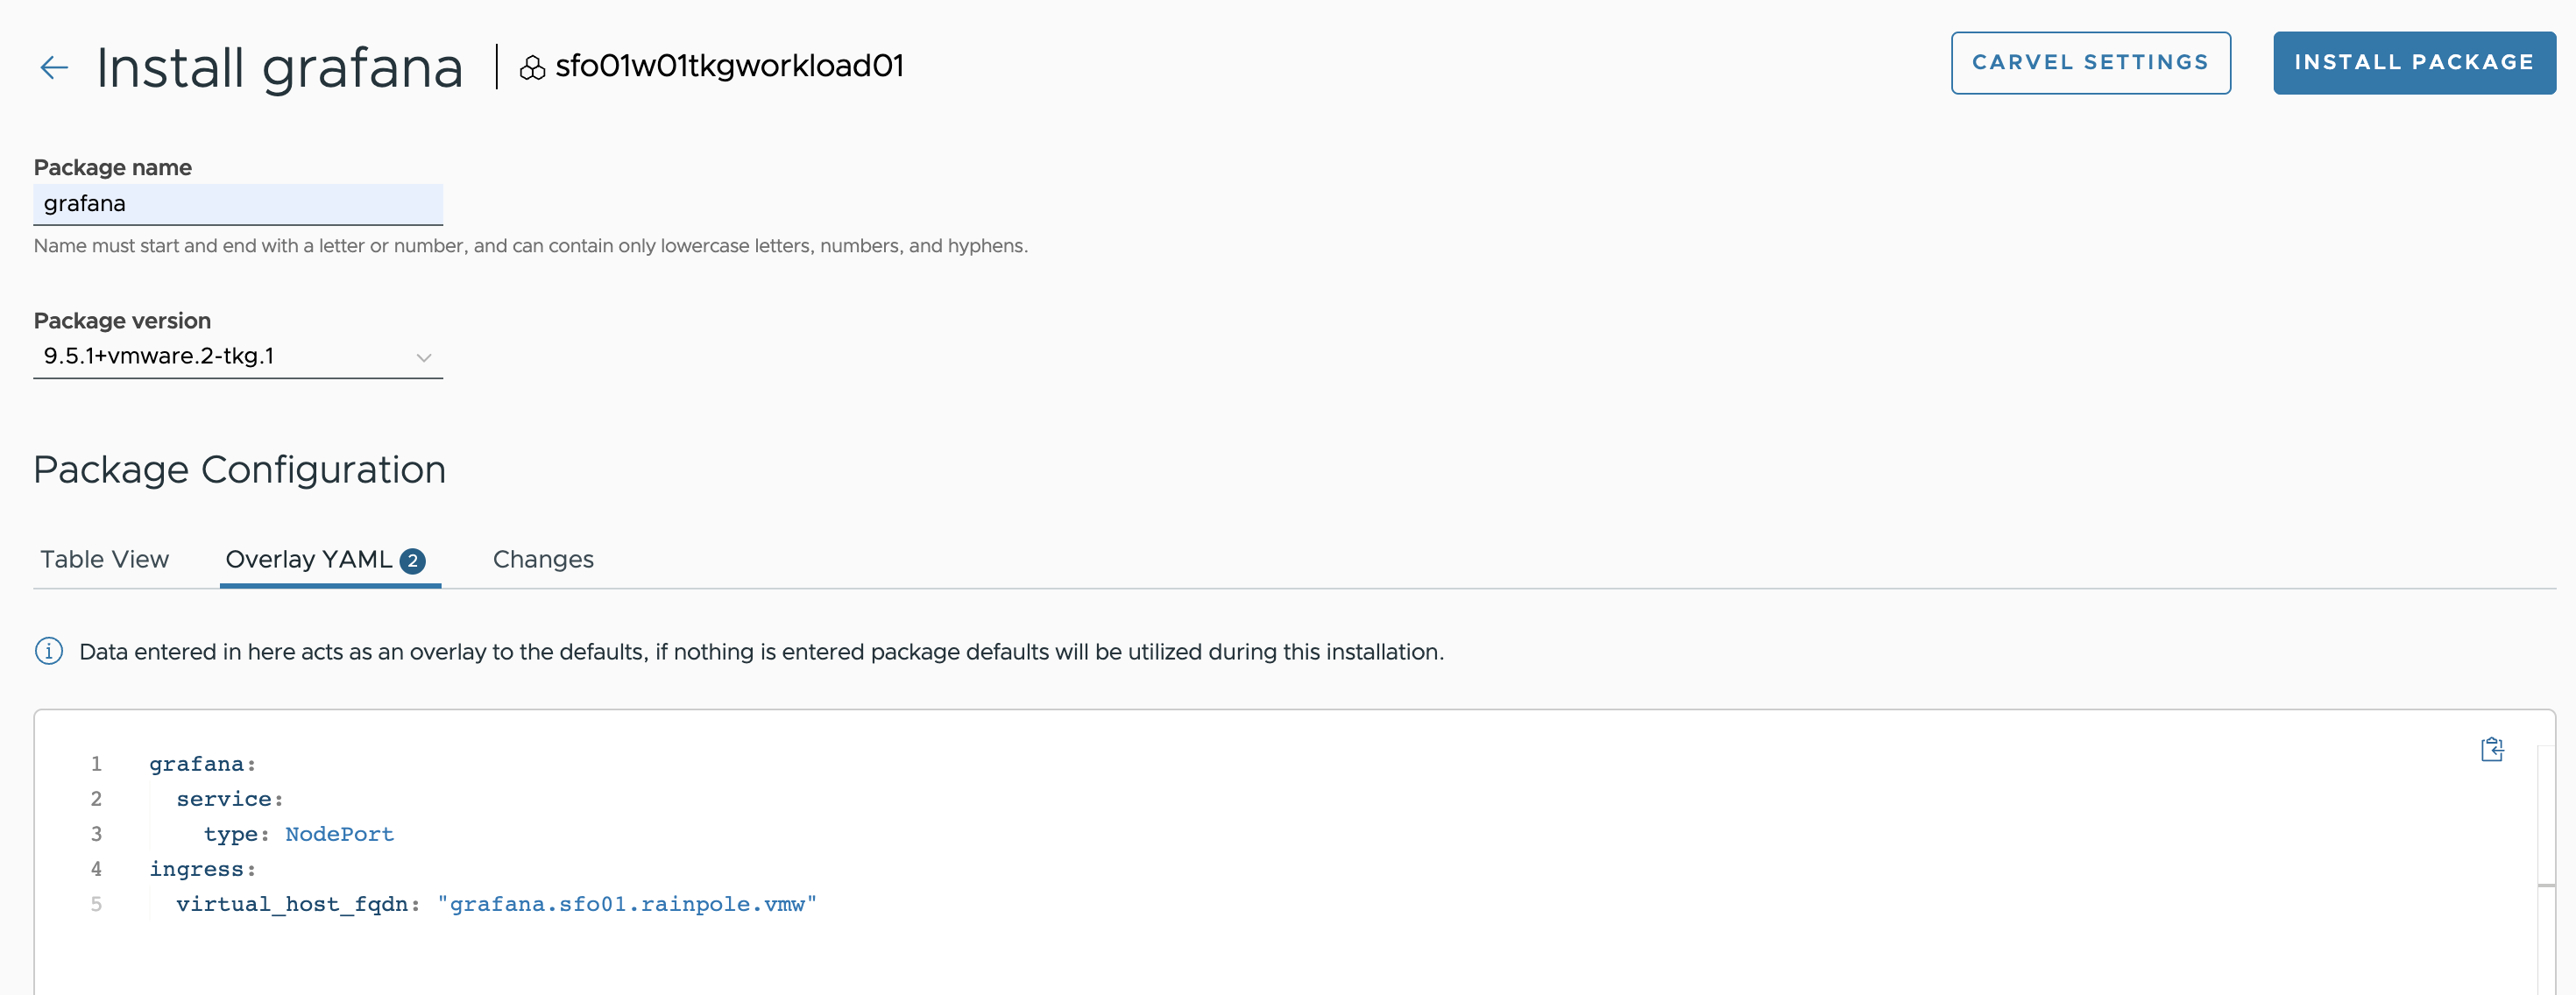 Install grafana
sfo01w01tkgworkload01
CARVEL SETTINGS
INSTALL PACKAGE
Package name
grafana
Name must start and end with a letter or number, and can contain only lowercase letters, numbers, and hyphens.
Package version
9.5.1+vmware.2-tkg.1
Package Configuration
Table View
Overlay YAML 2
Changes
Data entered in here acts as an overlay to the defaults, if nothing is entered package defaults will be utilized during this installation.
1 grafana:
2   service:
3     type: NodePort
4 ingress:
5   virtual_host_fqdn: "grafana.sfo01.rainpole.vmw"